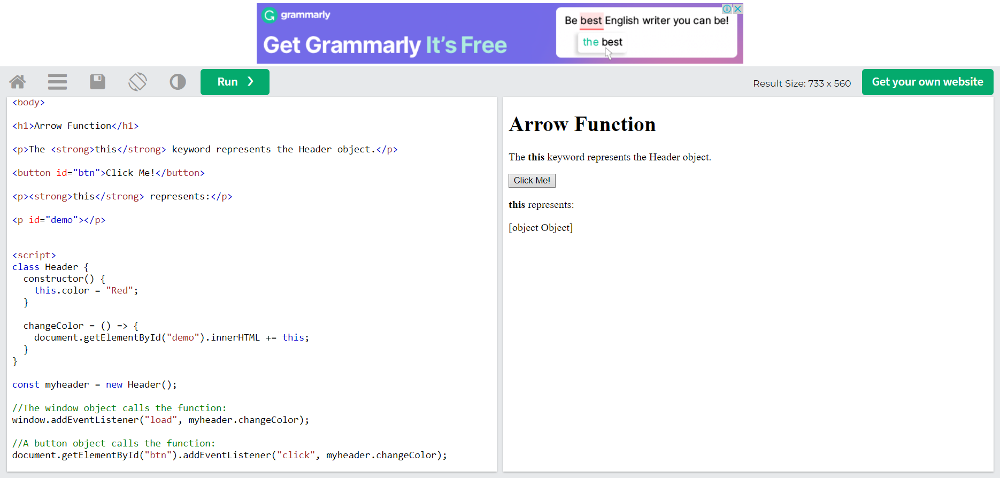 grammarly
Get Grammarly It's Free
Be best English writer you can be!
the best
Run ❯
Result Size: 733 x 560
Get your own website
<body>
<h1>Arrow Function</h1>
<p>The <strong>this</strong> keyword represents the Header object.</p>
<button id="btn">Click Me!</button>
<p><strong>this</strong> represents:</p>
<p id="demo"></p>
<script>
class Header {
  constructor() {
    this.color = "Red";
  }
  changeColor = () => {
    document.getElementById("demo").innerHTML += this;
  }
}
const myheader = new Header();
//The window object calls the function:
window.addEventListener("load", myheader.changeColor);
//A button object calls the function:
document.getElementById("btn").addEventListener("click", myheader.changeColor);
Arrow Function
The this keyword represents the Header object.
Click Me!
this represents:
[object Object]